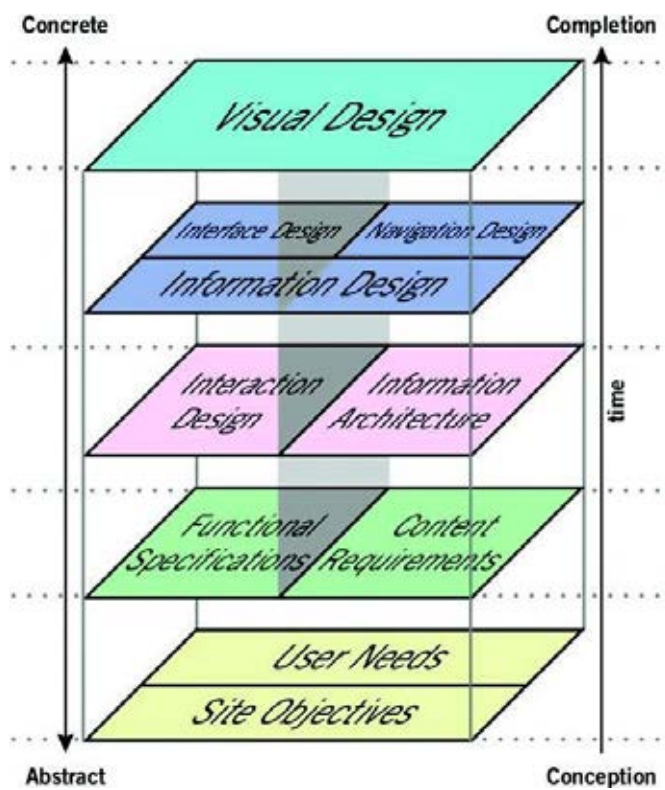 Concrete
Completion
Visual Design
Interface Design
Navigation Design
Information Design
Interaction
Design
Information
Architecture
time
Functional
Specifications
Content
Requirements
User Needs
Site Objectives
Abstract
Conception